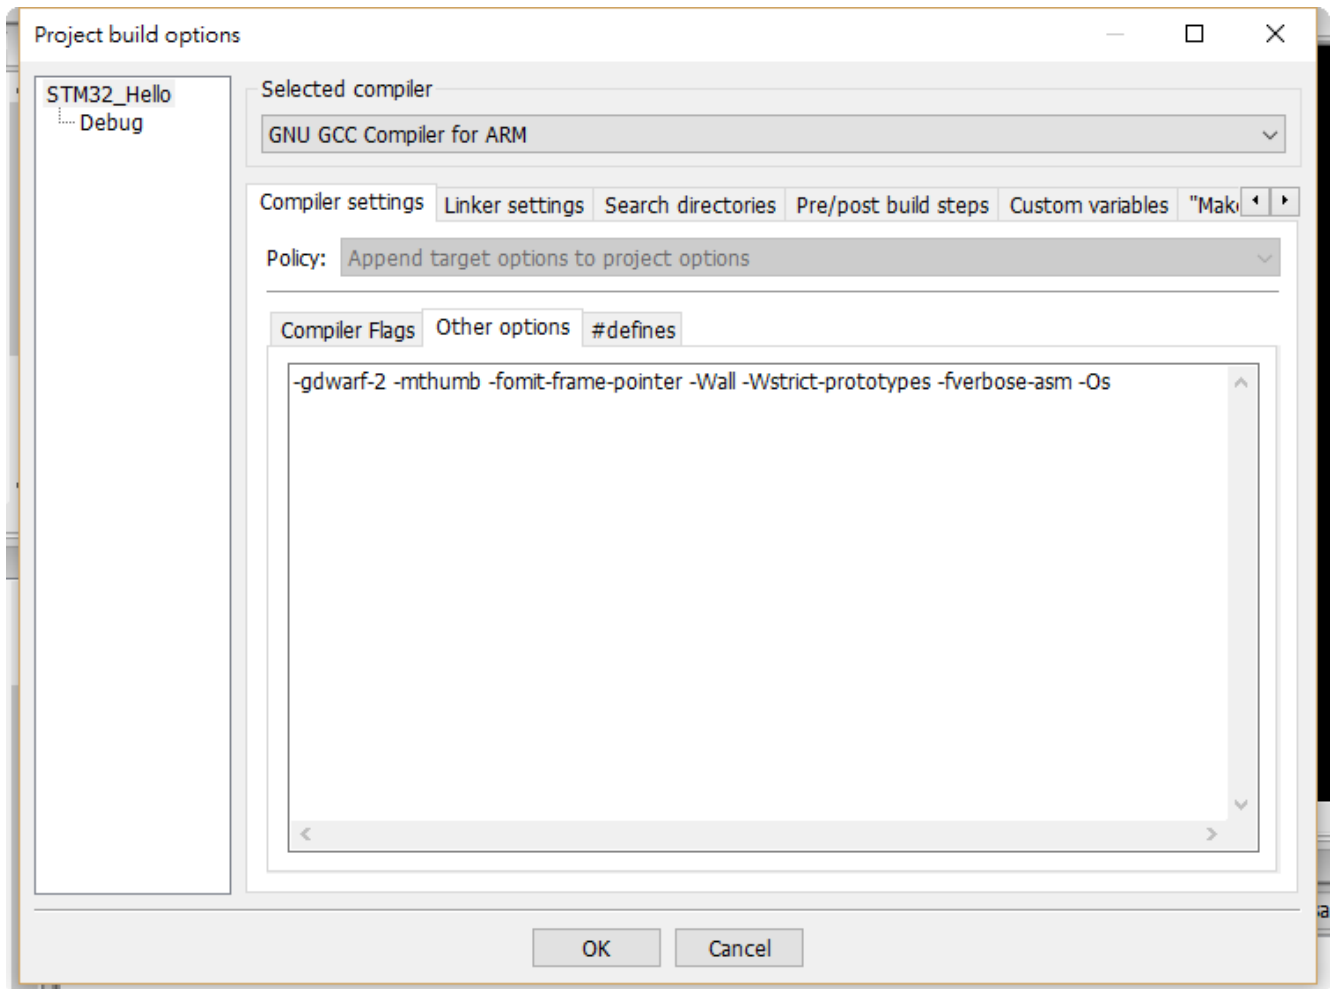 Project build options
STM32_Hello
Debug
Selected compiler
GNU GCC Compiler for ARM
Compiler settings Linker settings Search directories Pre/post build steps Custom variables "Mak
Policy: Append target options to project options
Compiler Flags Other options #defines
-gdwarf-2 -mthumb -fomit-frame-pointer -Wall -Wstrict-prototypes -fverbose-asm -Os
OK Cancel